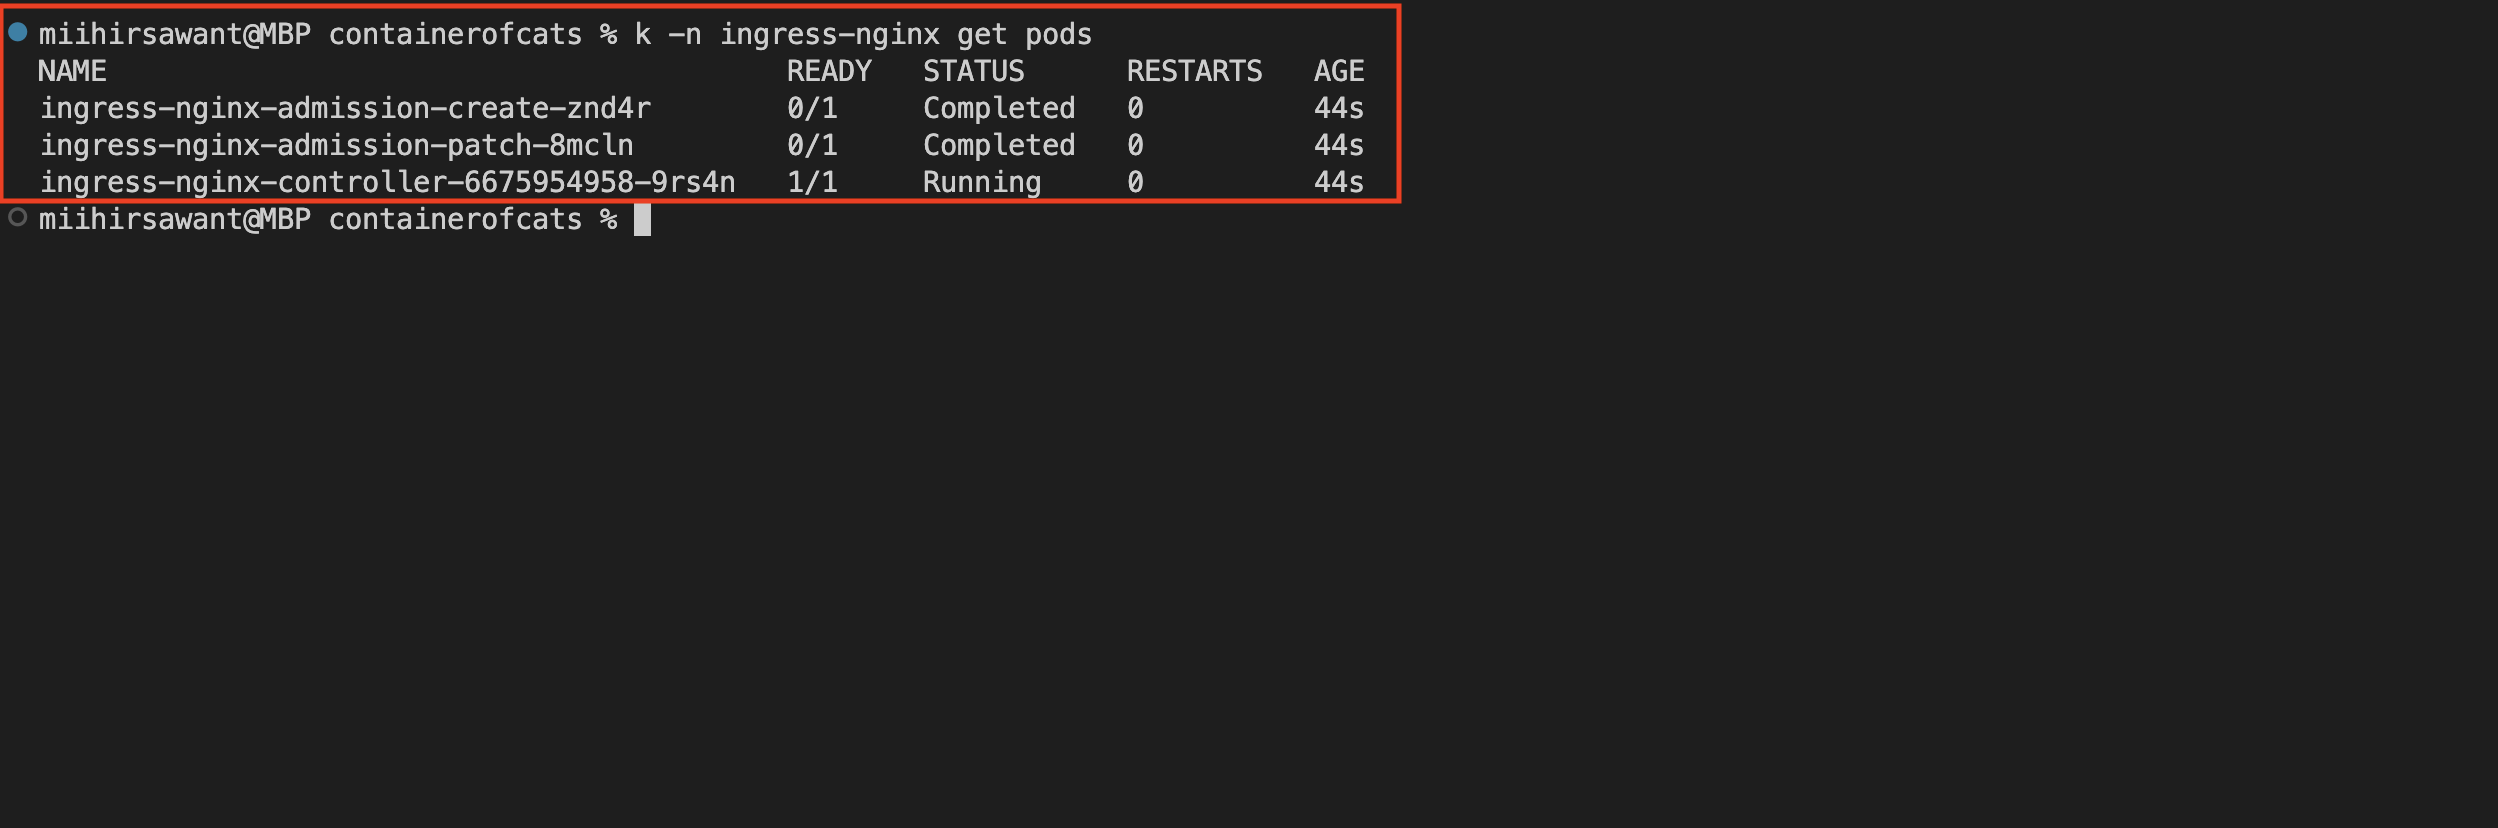 miihirsawant@MBP containerofcats % k -n ingress-nginx get pods
NAME READY STATUS RESTARTS AGE
ingress-nginx-admission-create-znd4r 0/1 Completed 0 44s
ingress-nginx-admission-patch-8mcln 0/1 Completed 0 44s
ingress-nginx-controller-6675954958-9rs4n 1/1 Running 0 44s
miihirsawant@MBP containerofcats %